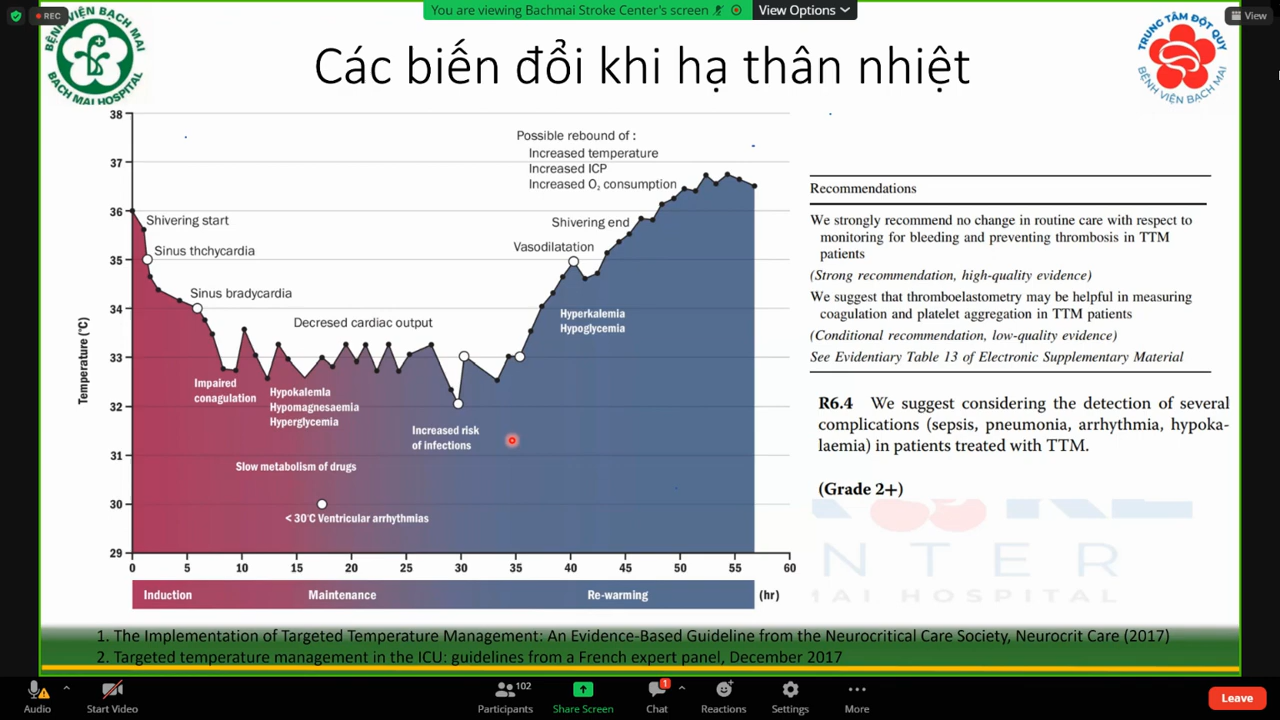 REC
You are viewing Bachmai Stroke Center's screen
View Options
View
BỆNH VIỆN BẠCH MAI
BACH MAI HOSPITAL
Các biến đổi khi hạ thân nhiệt
TRUNG TÂM ĐỘT QUỴ
BỆNH VIỆN BẠCH MAI
38
37
36
35
34
33
32
31
30
29
Temperature (°C)
Possible rebound of :
Increased temperature
Increased ICP
Increased O₂ consumption
Shivering start
Shivering end
Sinus thchycardia
Vasodilatation
Sinus bradycardia
Decresed cardiac output
Hyperkalemia
Hypoglycemia
Impaired
conagulation
Hypokalemla
Hypomagnesaemia
Hyperglycemia
Increased risk
of infections
Slow metabolism of drugs
< 30°C Ventricular arrhythmias
0 5 10 15 20 25 30 35 40 45 50 55 60
Induction Maintenance Re-warming (hr)
Recommendations
We strongly recommend no change in routine care with respect to
monitoring for bleeding and preventing thrombosis in TTM
patients
(Strong recommendation, high-quality evidence)
We suggest that thromboelastometry may be helpful in measuring
coagulation and platelet aggregation in TTM patients
(Conditional recommendation, low-quality evidence)
See Evidentiary Table 13 of Electronic Supplementary Material
R6.4 We suggest considering the detection of several
complications (sepsis, pneumonia, arrhythmia, hypoka-
laemia) in patients treated with TTM.
(Grade 2+)
NTER
MAI HOSPITAL
1. The Implementation of Targeted Temperature Management: An Evidence-Based Guideline from the Neurocritical Care Society, Neurocrit Care (2017)
2. Targeted temperature management in the ICU: guidelines from a French expert panel, December 2017
Audio
Start Video
102
Participants
Share Screen
1
Chat
Reactions
Settings
More
Leave